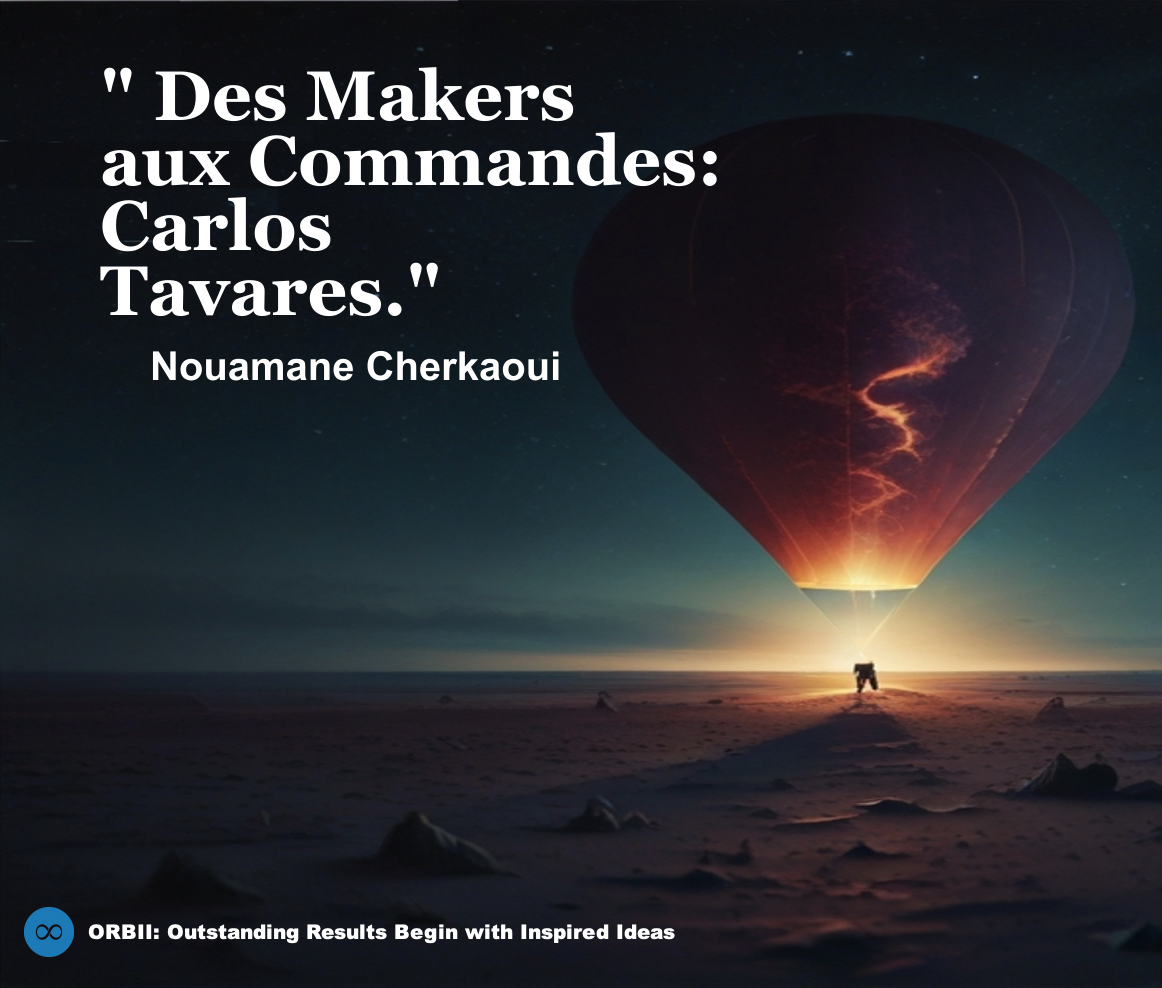 " Des Makers
aux Commandes:
Carlos
Tavares."
Nouamane Cherkaoui
ORBII: Outstanding Results Begin with Inspired Ideas